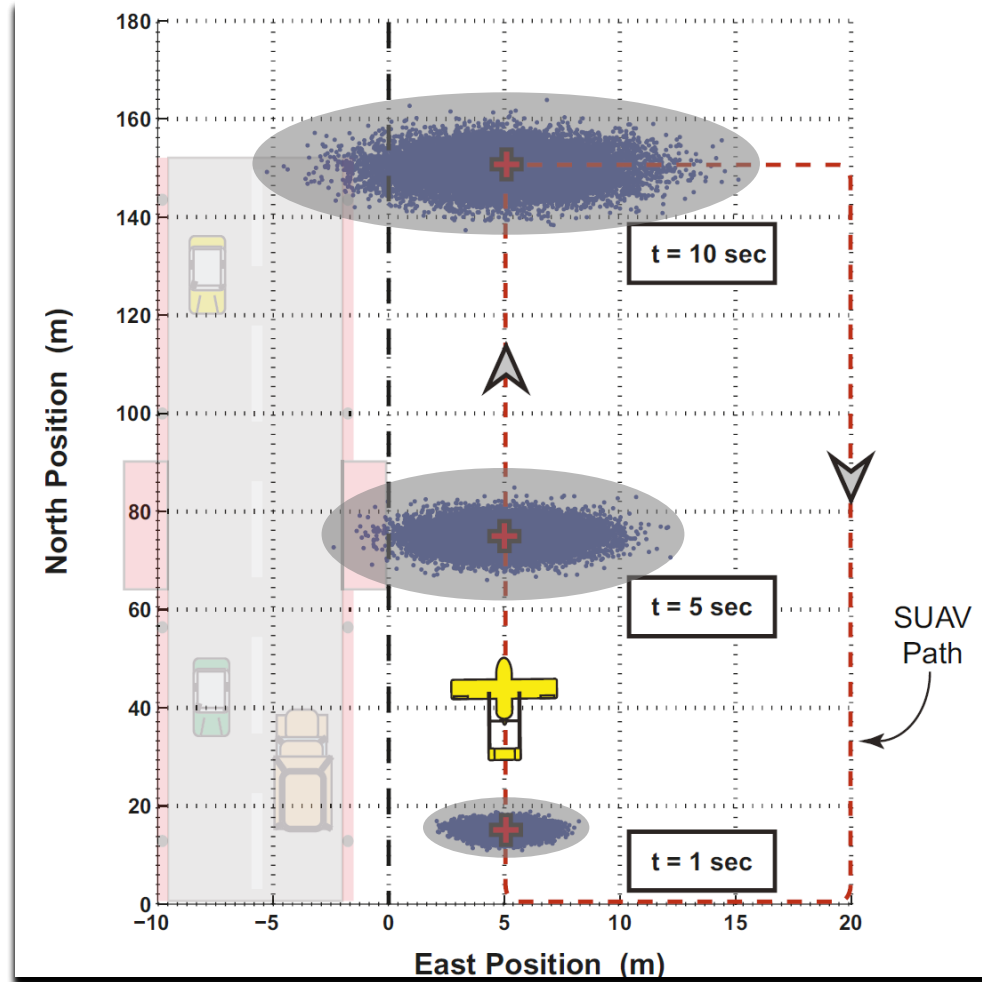 180
160
140
120
100
80
60
40
20
0
North Position (m)
t = 10 sec
t = 5 sec
t = 1 sec
SUAV
Path
−10 −5 0 5 10 15 20
East Position (m)